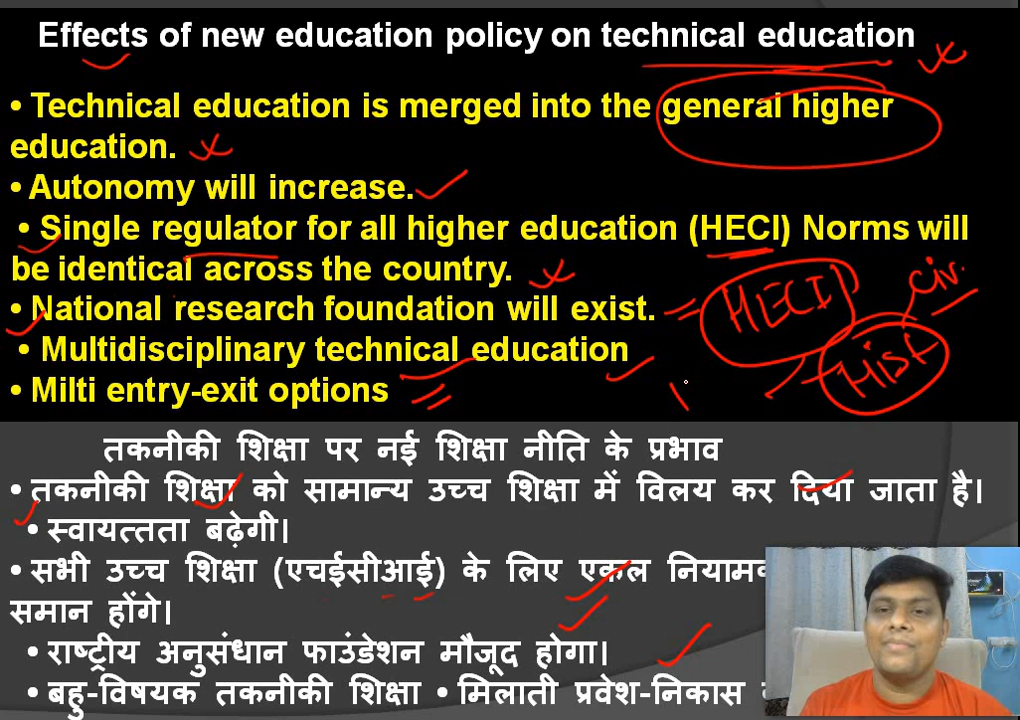 Effects of new education policy on technical education
• Technical education is merged into the general higher
education.
• Autonomy will increase.
• Single regulator for all higher education (HECI) Norms will
be identical across the country.
• National research foundation will exist.
• Multidisciplinary technical education
• Milti entry-exit options
HECI
Civ.
Hist
तकनीकी शिक्षा पर नई शिक्षा नीति के प्रभाव
• तकनीकी शिक्षा को सामान्य उच्च शिक्षा में विलय कर दिया जाता है।
• स्वायत्तता बढ़ेगी।
• सभी उच्च शिक्षा (एचईसीआई) के लिए एकल
समान होंगे।
• राष्ट्रीय अनुसंधान फाउंडेशन मौजूद होगा।
• बहु-विषयक तकनीकी शिक्षा • मिलाती प्रवेश-निकास